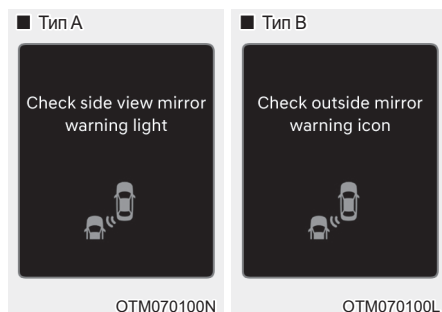 ■ Тип A
Check side view mirror
warning light
OTM070100N
■ Тип B
Check outside mirror
warning icon
OTM070100L